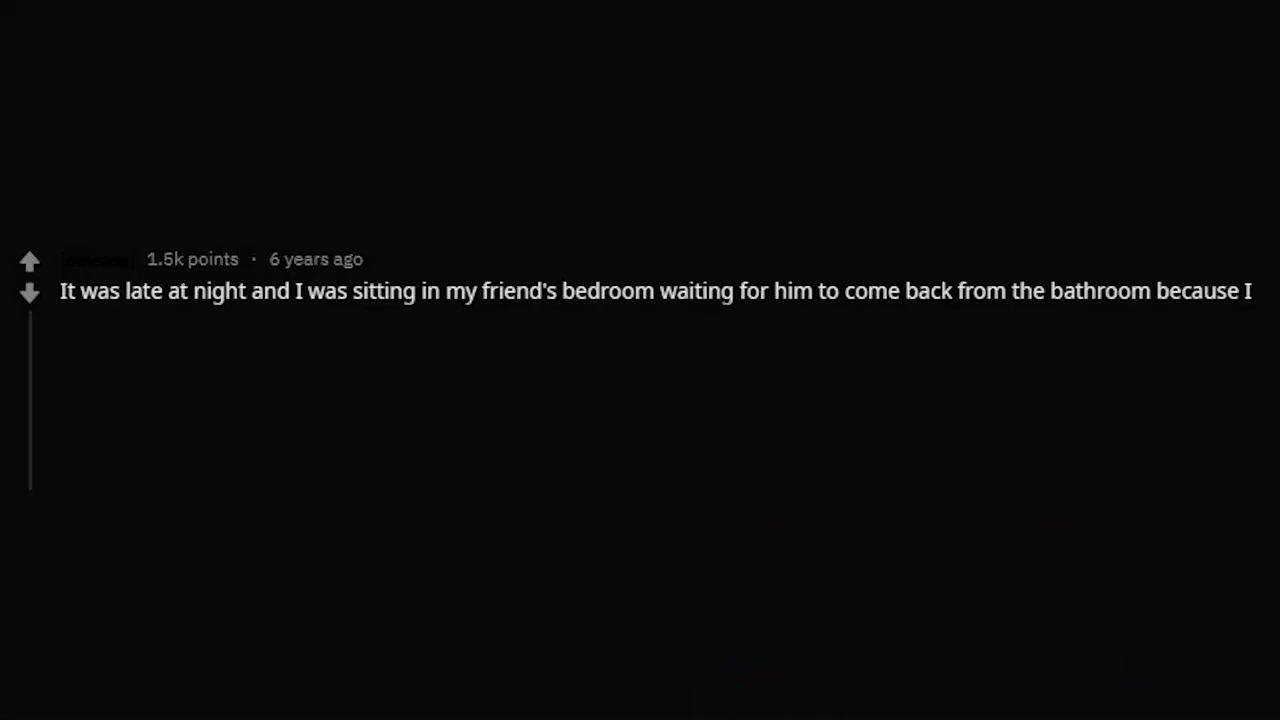 1.5k points · 6 years ago
It was late at night and I was sitting in my friend's bedroom waiting for him to come back from the bathroom because I